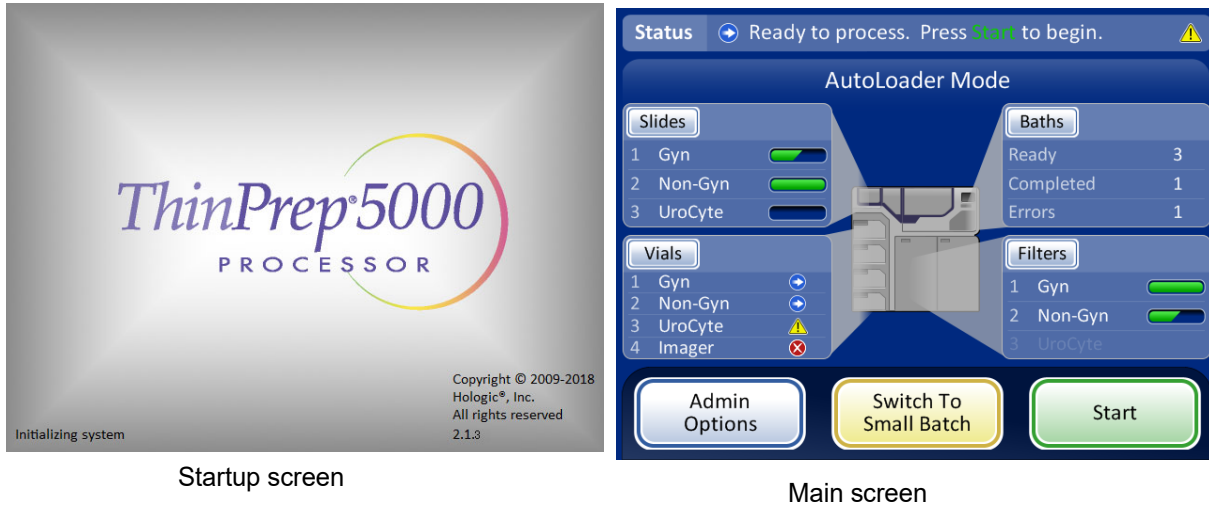 ThinPrep®5000
PROCESSOR
Copyright © 2009-2018
Hologic®, Inc.
All rights reserved
2.1.3
Initializing system
Startup screen
Status Ready to process. Press Start to begin.
AutoLoader Mode
Slides
1 Gyn
2 Non-Gyn
3 UroCyte
Baths
Ready 3
Completed 1
Errors 1
Vials
1 Gyn
2 Non-Gyn
3 UroCyte
4 Imager
Filters
1 Gyn
2 Non-Gyn
3 UroCyte
Admin
Options
Switch To
Small Batch
Start
Main screen